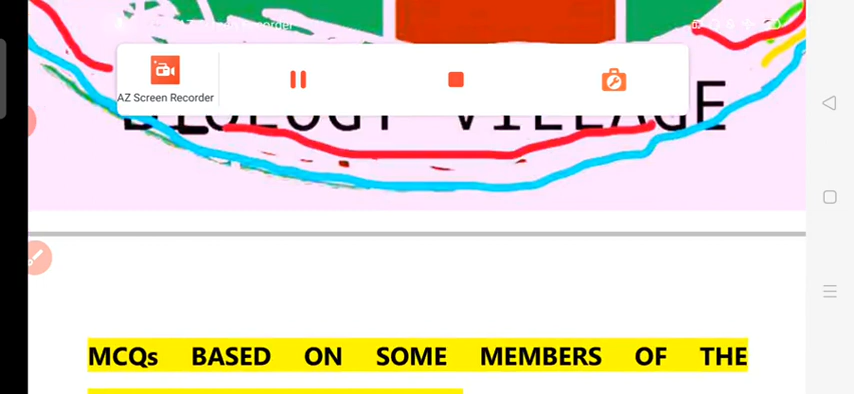 AZ Screen Recorder
BIOLOGY VILLAGE
MCQs BASED ON SOME MEMBERS OF THE